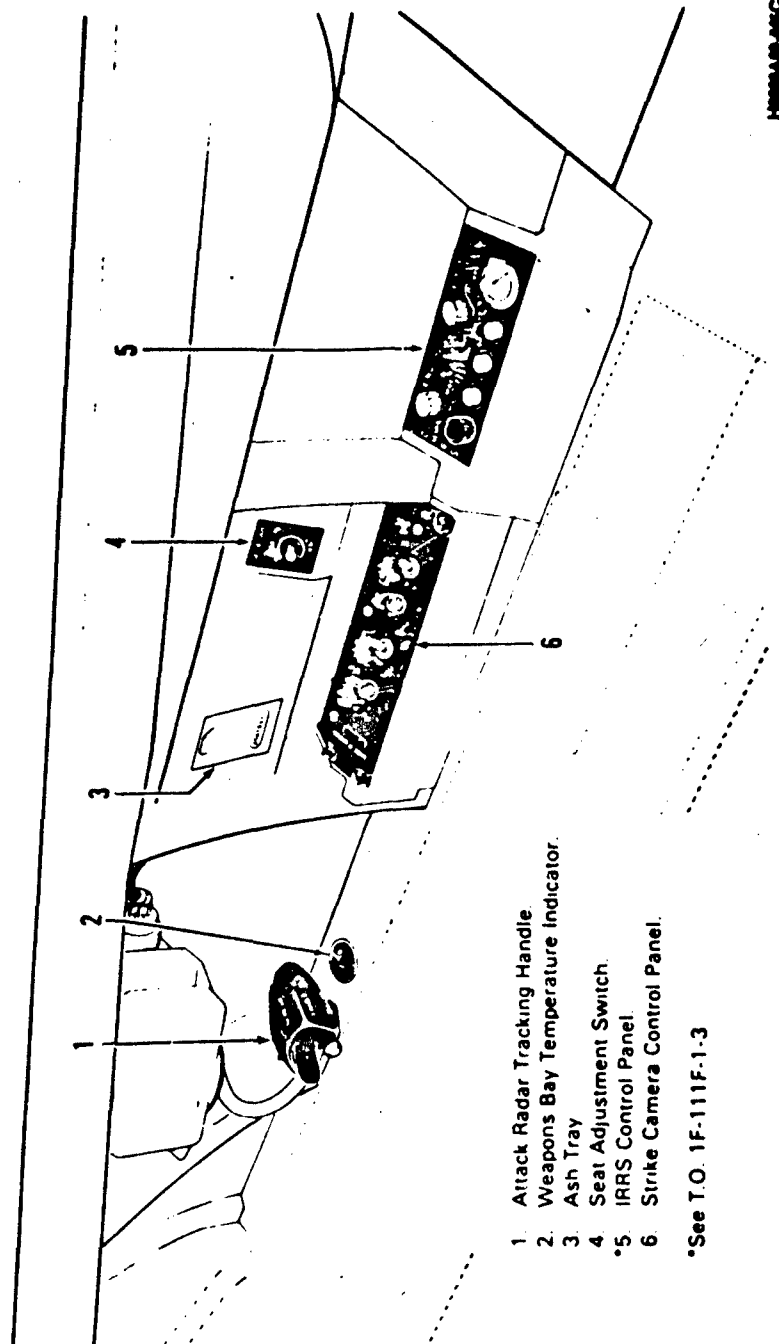 1
2
3
4
5
6
1. Attack Radar Tracking Handle.
2. Weapons Bay Temperature Indicator.
3. Ash Tray
4. Seat Adjustment Switch.
*5. IRRS Control Panel.
6. Strike Camera Control Panel.
*See T.O. 1F-111F-1-3